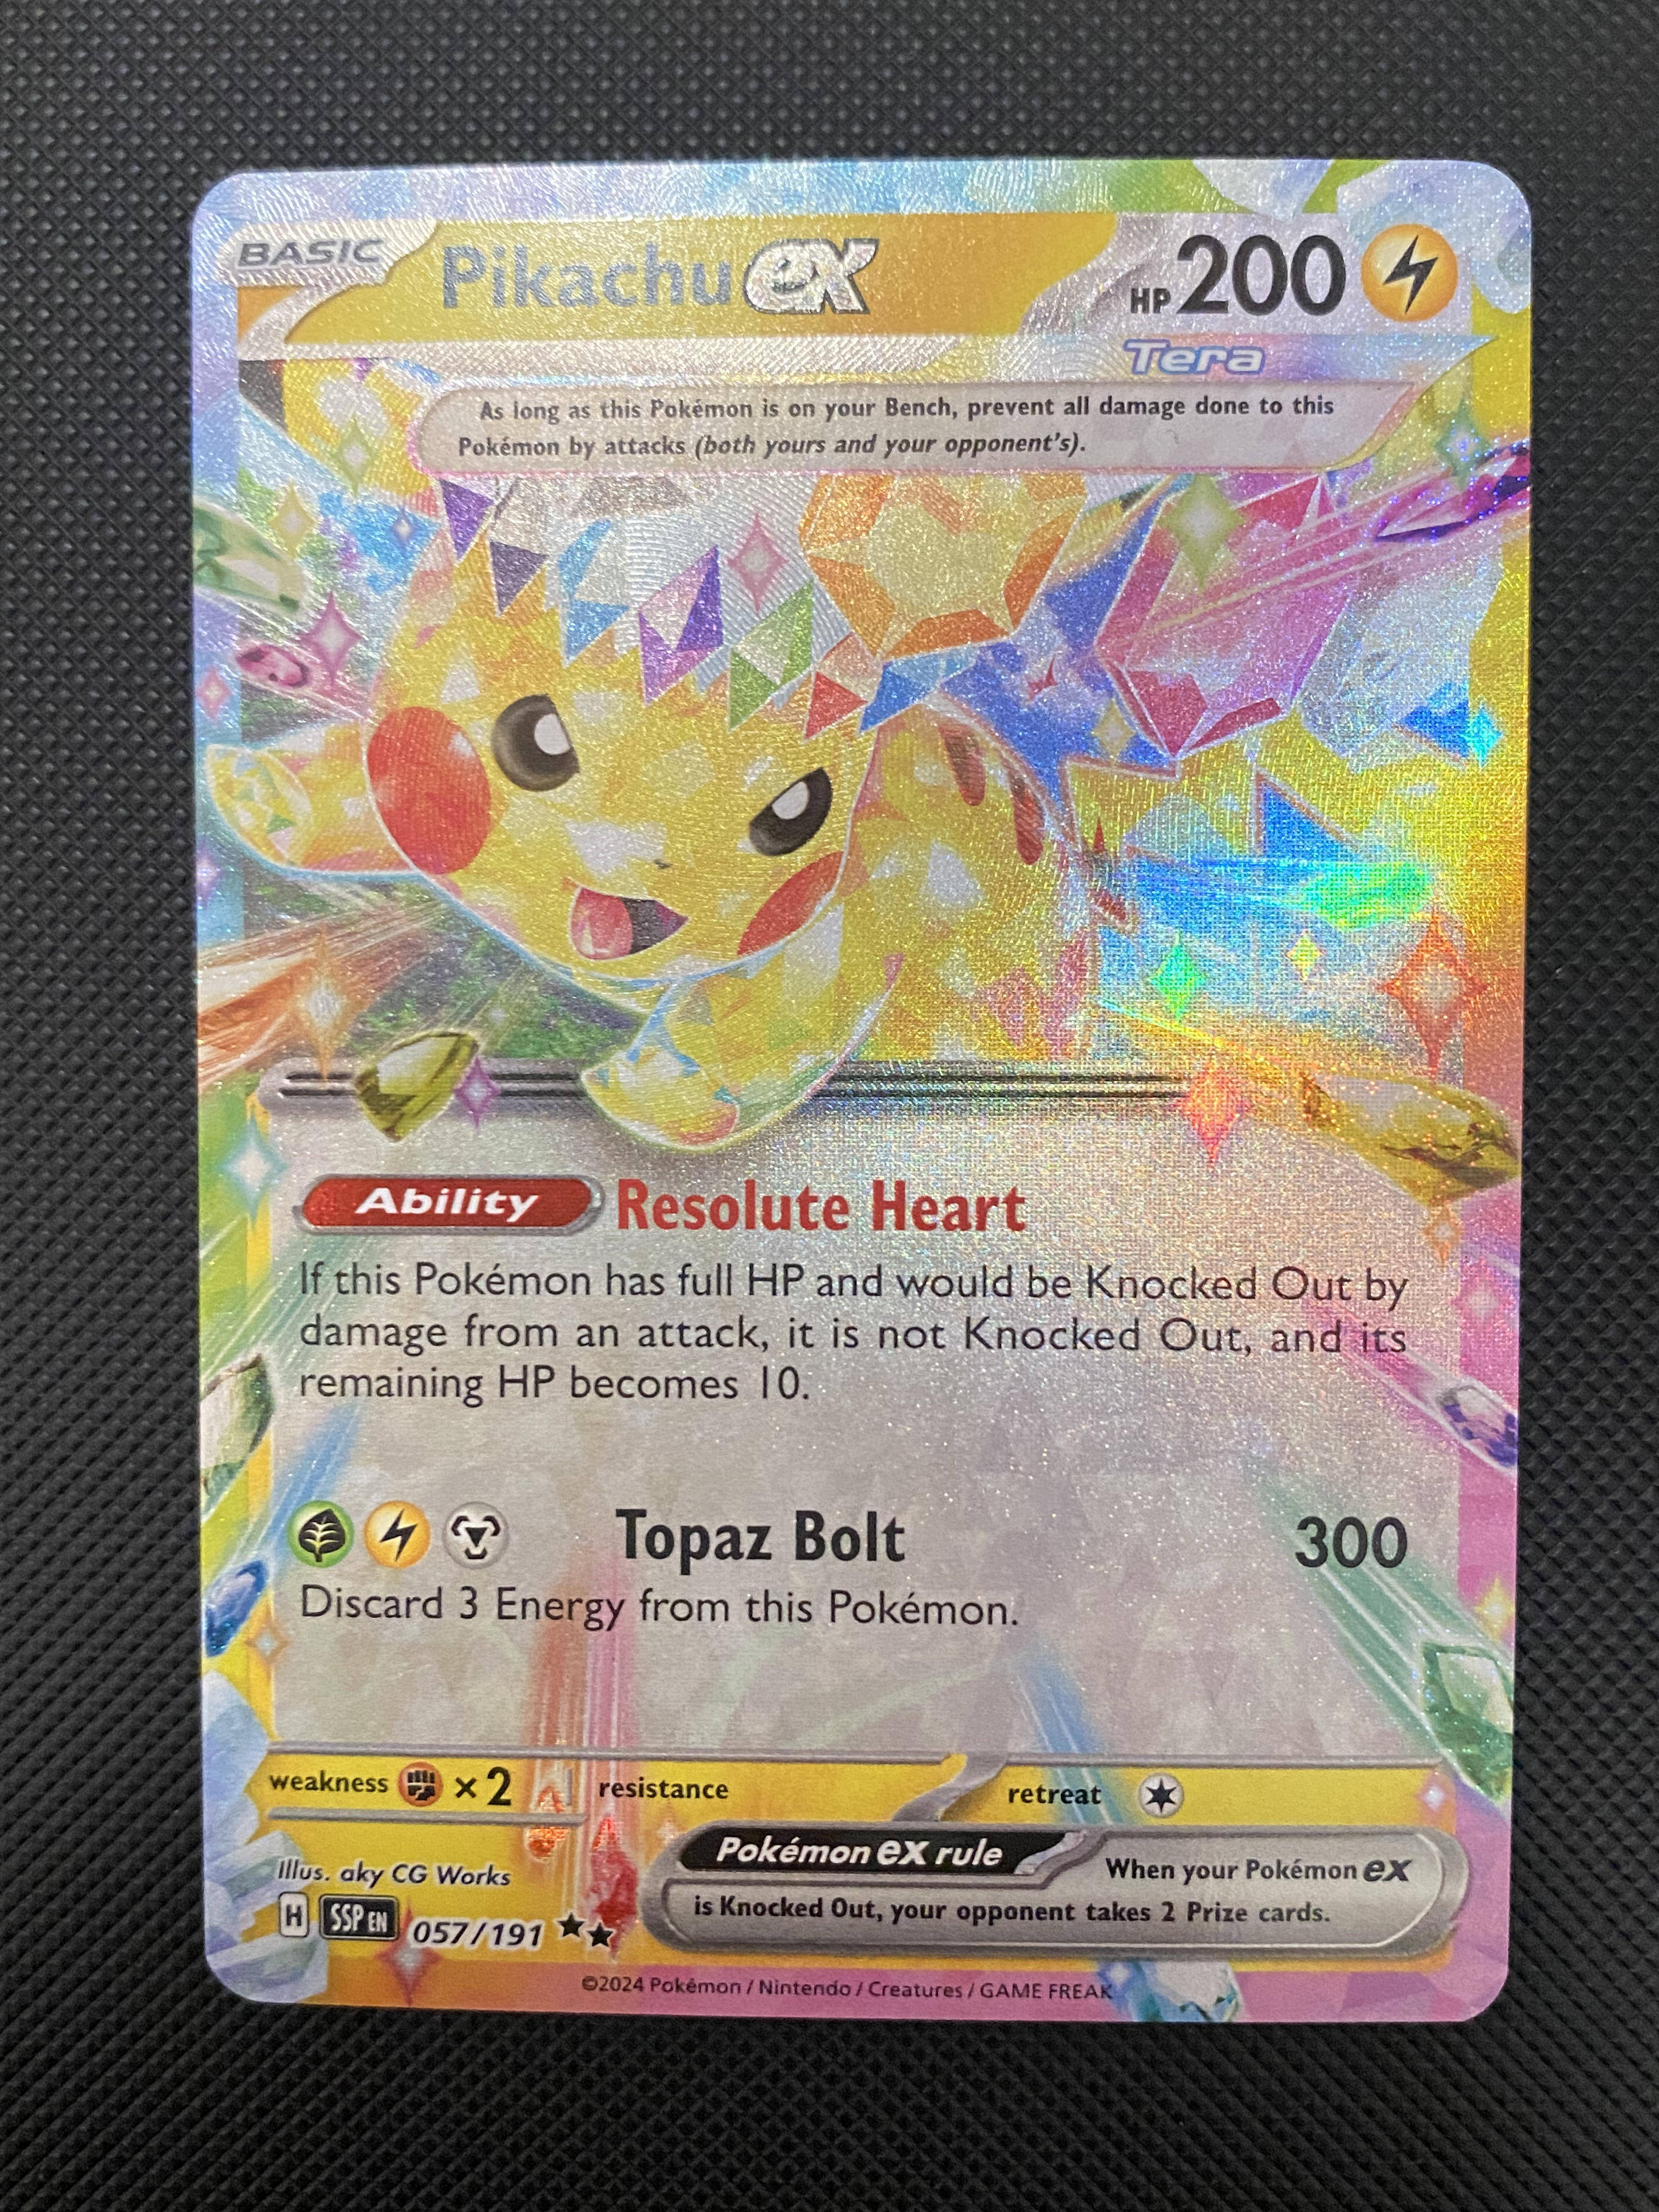 BASIC
Pikachu ex
HP 200
Tera
As long as this Pokémon is on your Bench, prevent all damage done to this
Pokémon by attacks (both yours and your opponent's).
Ability Resolute Heart
If this Pokémon has full HP and would be Knocked Out by
damage from an attack, it is not Knocked Out, and its
remaining HP becomes 10.
Topaz Bolt 300
Discard 3 Energy from this Pokémon.
weakness ×2 resistance retreat
Pokémon ex rule When your Pokémon ex
is Knocked Out, your opponent takes 2 Prize cards.
Illus. aky CG Works
H SSP EN 057/191
©2024 Pokémon / Nintendo / Creatures / GAME FREAK